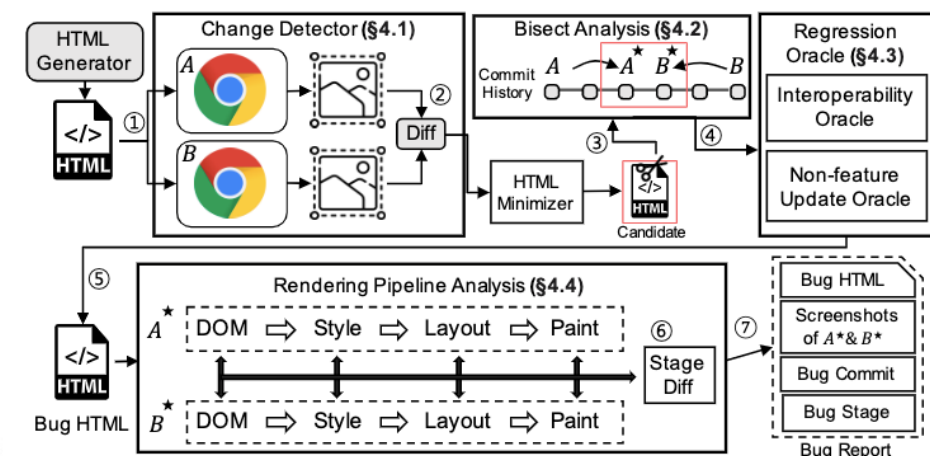 HTML
Generator
</>
HTML
①
Change Detector (§4.1)
A
B
②
Diff
Bisect Analysis (§4.2)
A A★ B★ B
Commit
History
③
④
HTML
Minimizer
</>
HTML
Candidate
Regression
Oracle (§4.3)
Interoperability
Oracle
Non-feature
Update Oracle
⑤
</>
HTML
Bug HTML
Rendering Pipeline Analysis (§4.4)
A★ DOM Style Layout Paint
B★ DOM Style Layout Paint
⑥
Stage
Diff
⑦
Bug HTML
Screenshots
of A★& B★
Bug Commit
Bug Stage
Bug Report